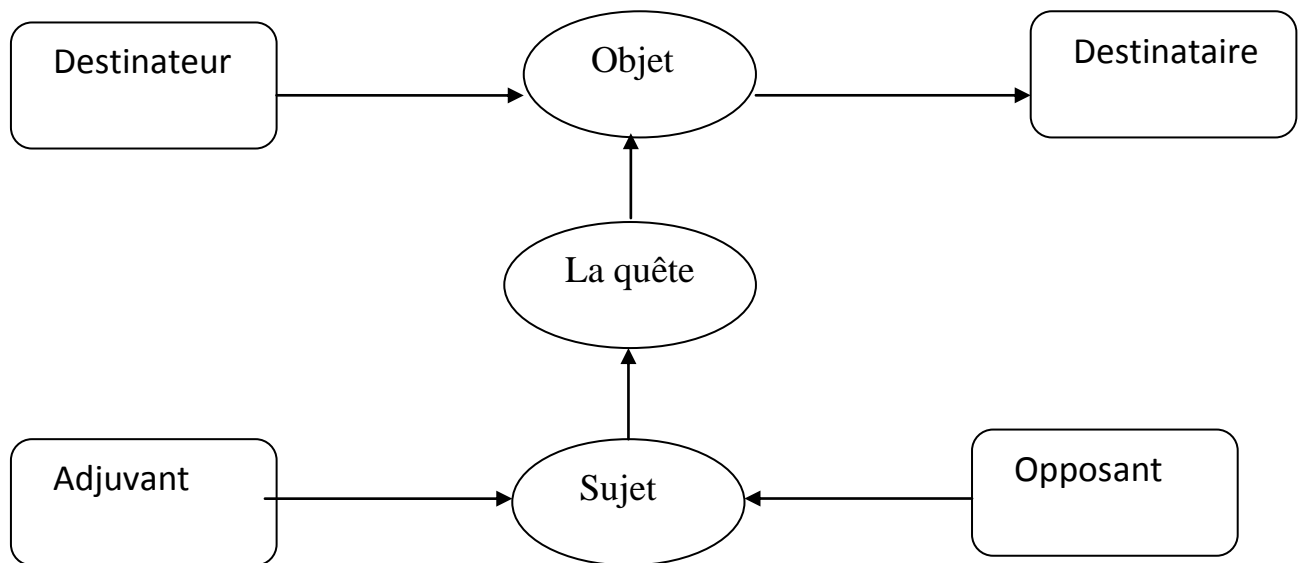 Destinateur
Objet
Destinataire
La quête
Adjuvant
Sujet
Opposant